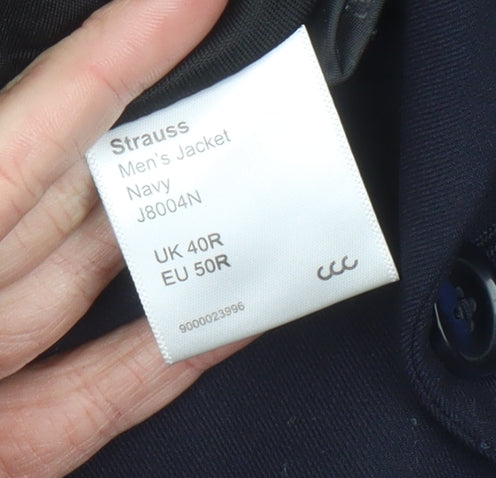 Strauss
Men's Jacket
Navy
J8004N
UK 40R
EU 50R
ccc
9000023996